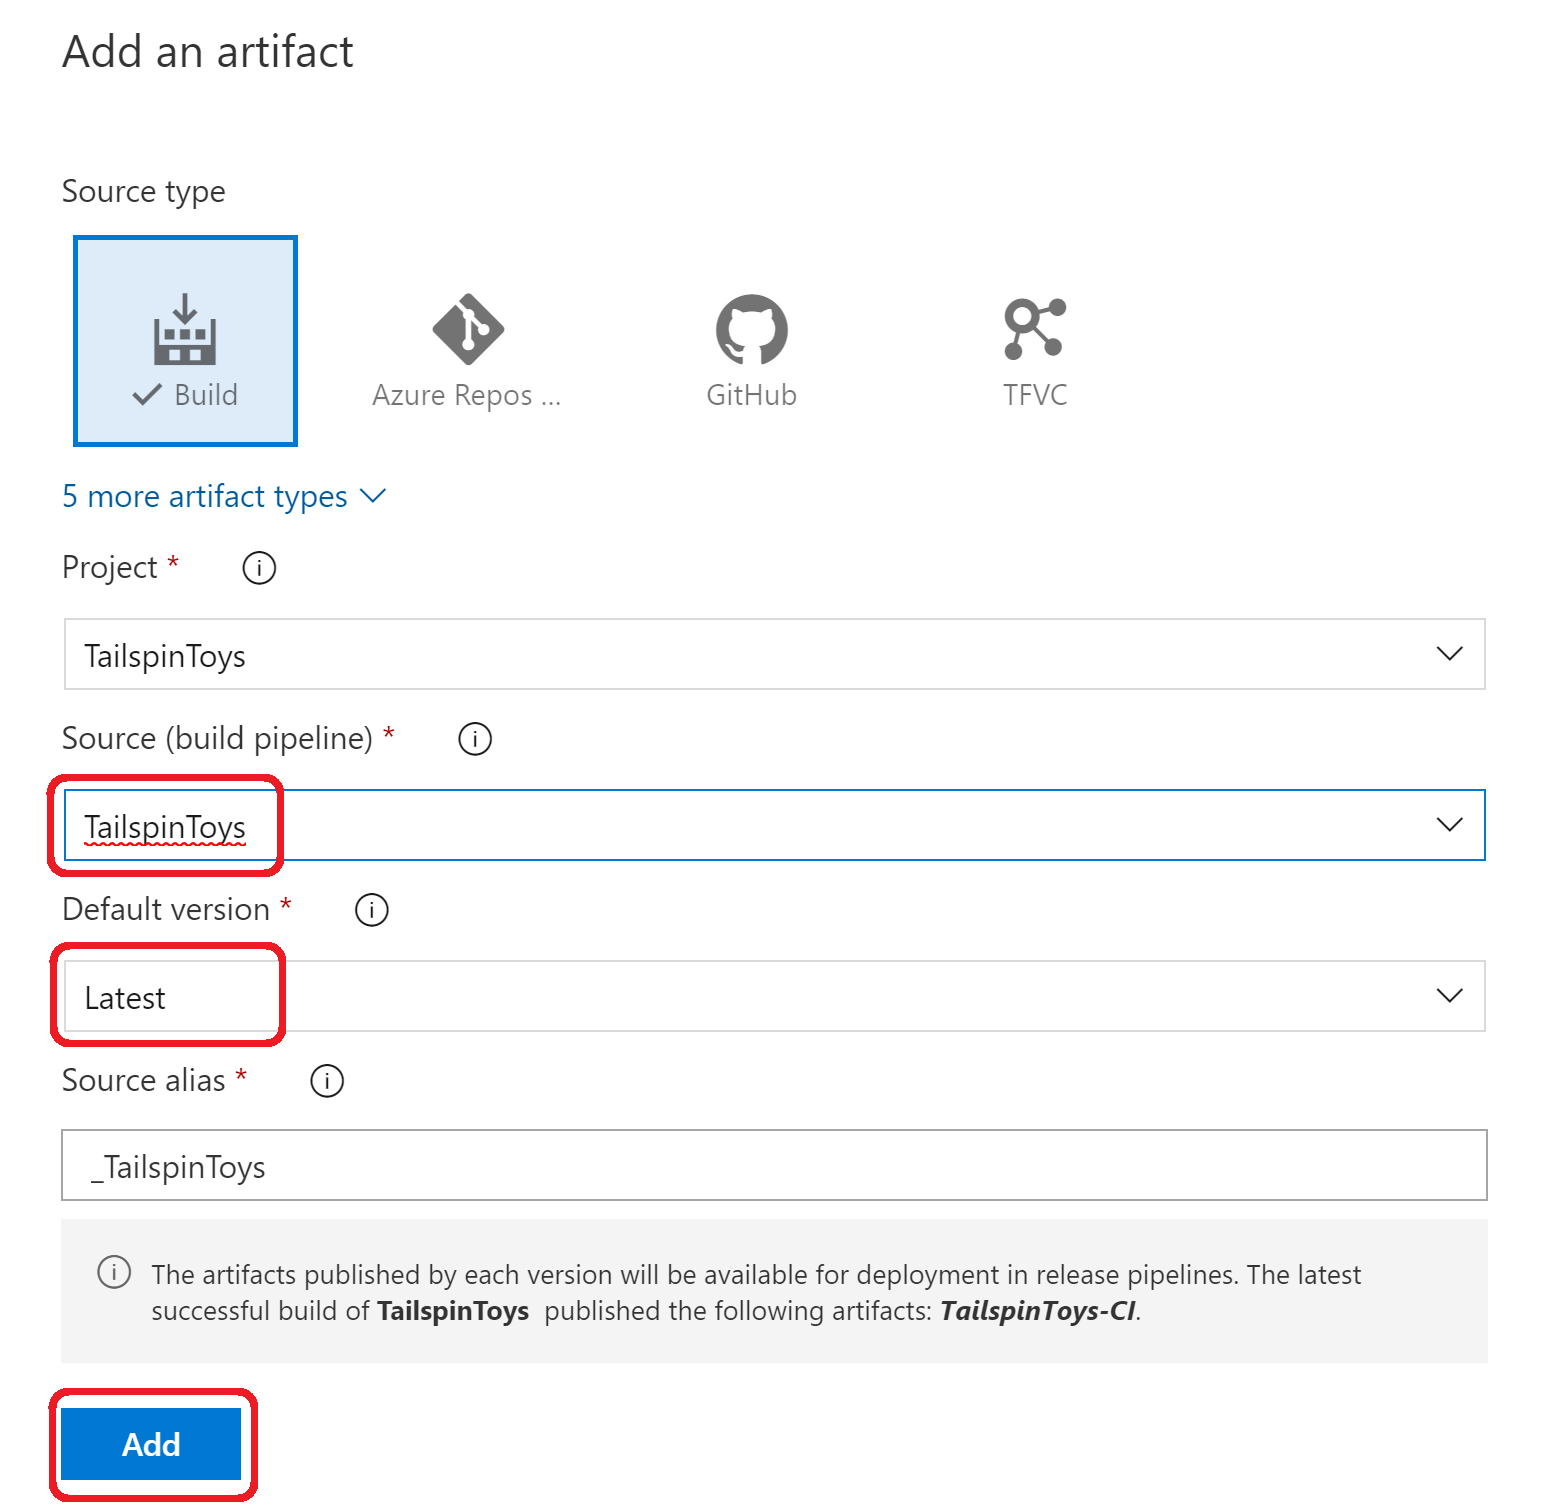 Add an artifact
Source type
Build
Azure Repos ...
GitHub
TFVC
5 more artifact types
Project *
TailspinToys
Source (build pipeline) *
TailspinToys
Default version *
Latest
Source alias *
_TailspinToys
The artifacts published by each version will be available for deployment in release pipelines. The latest
successful build of TailspinToys published the following artifacts: TailspinToys-CI.
Add